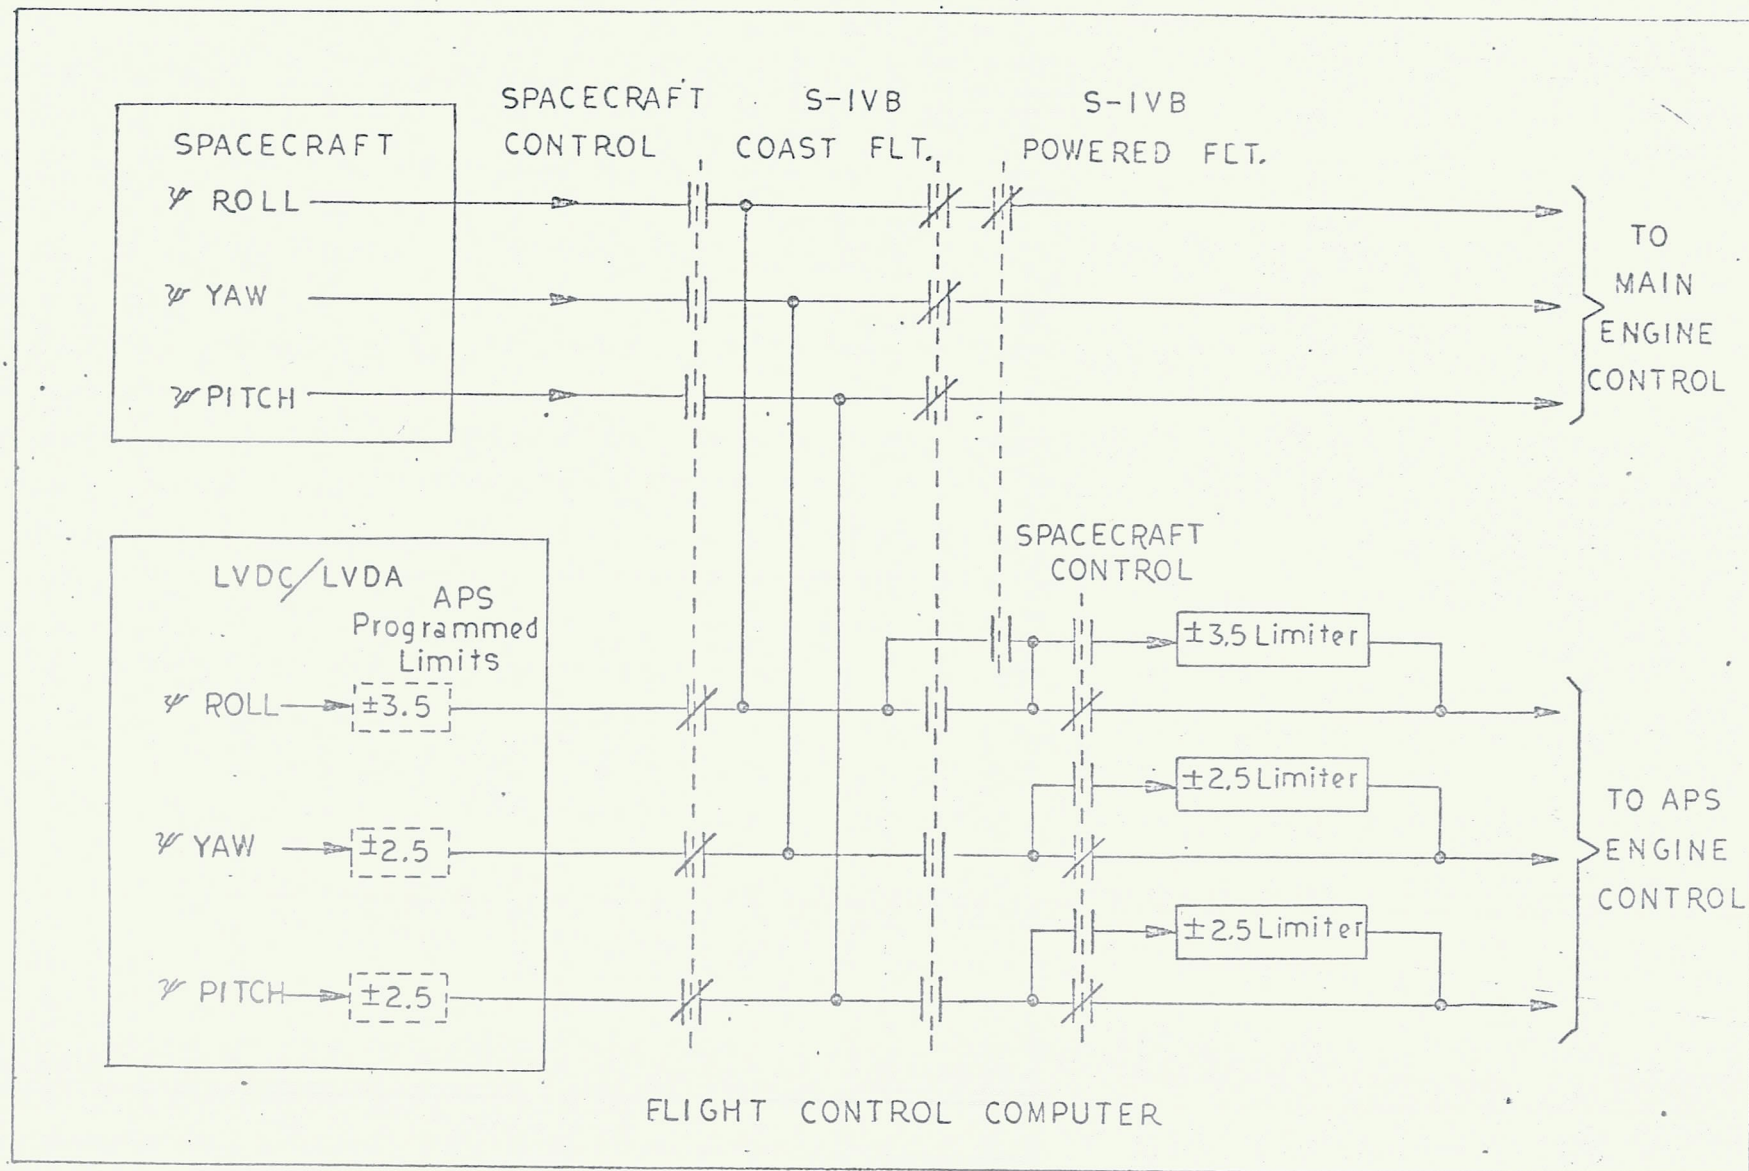 SPACECRAFT
CONTROL
S-IVB
COAST FLT.
S-IVB
POWERED FLT.
SPACECRAFT
ψ ROLL
ψ YAW
ψ PITCH
TO
MAIN
ENGINE
CONTROL
LVDC/LVDA
APS
Programmed
Limits
ψ ROLL
±3.5
ψ YAW
±2.5
ψ PITCH
±2.5
SPACECRAFT
CONTROL
±3.5 Limiter
±2.5 Limiter
±2.5 Limiter
TO APS
ENGINE
CONTROL
FLIGHT CONTROL COMPUTER